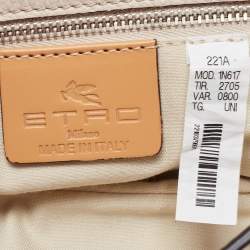 ETRO
Milano
MADE IN ITALY
221A
MOD. 1N617
TIR. 2705
VAR. 0800
TG. UNI